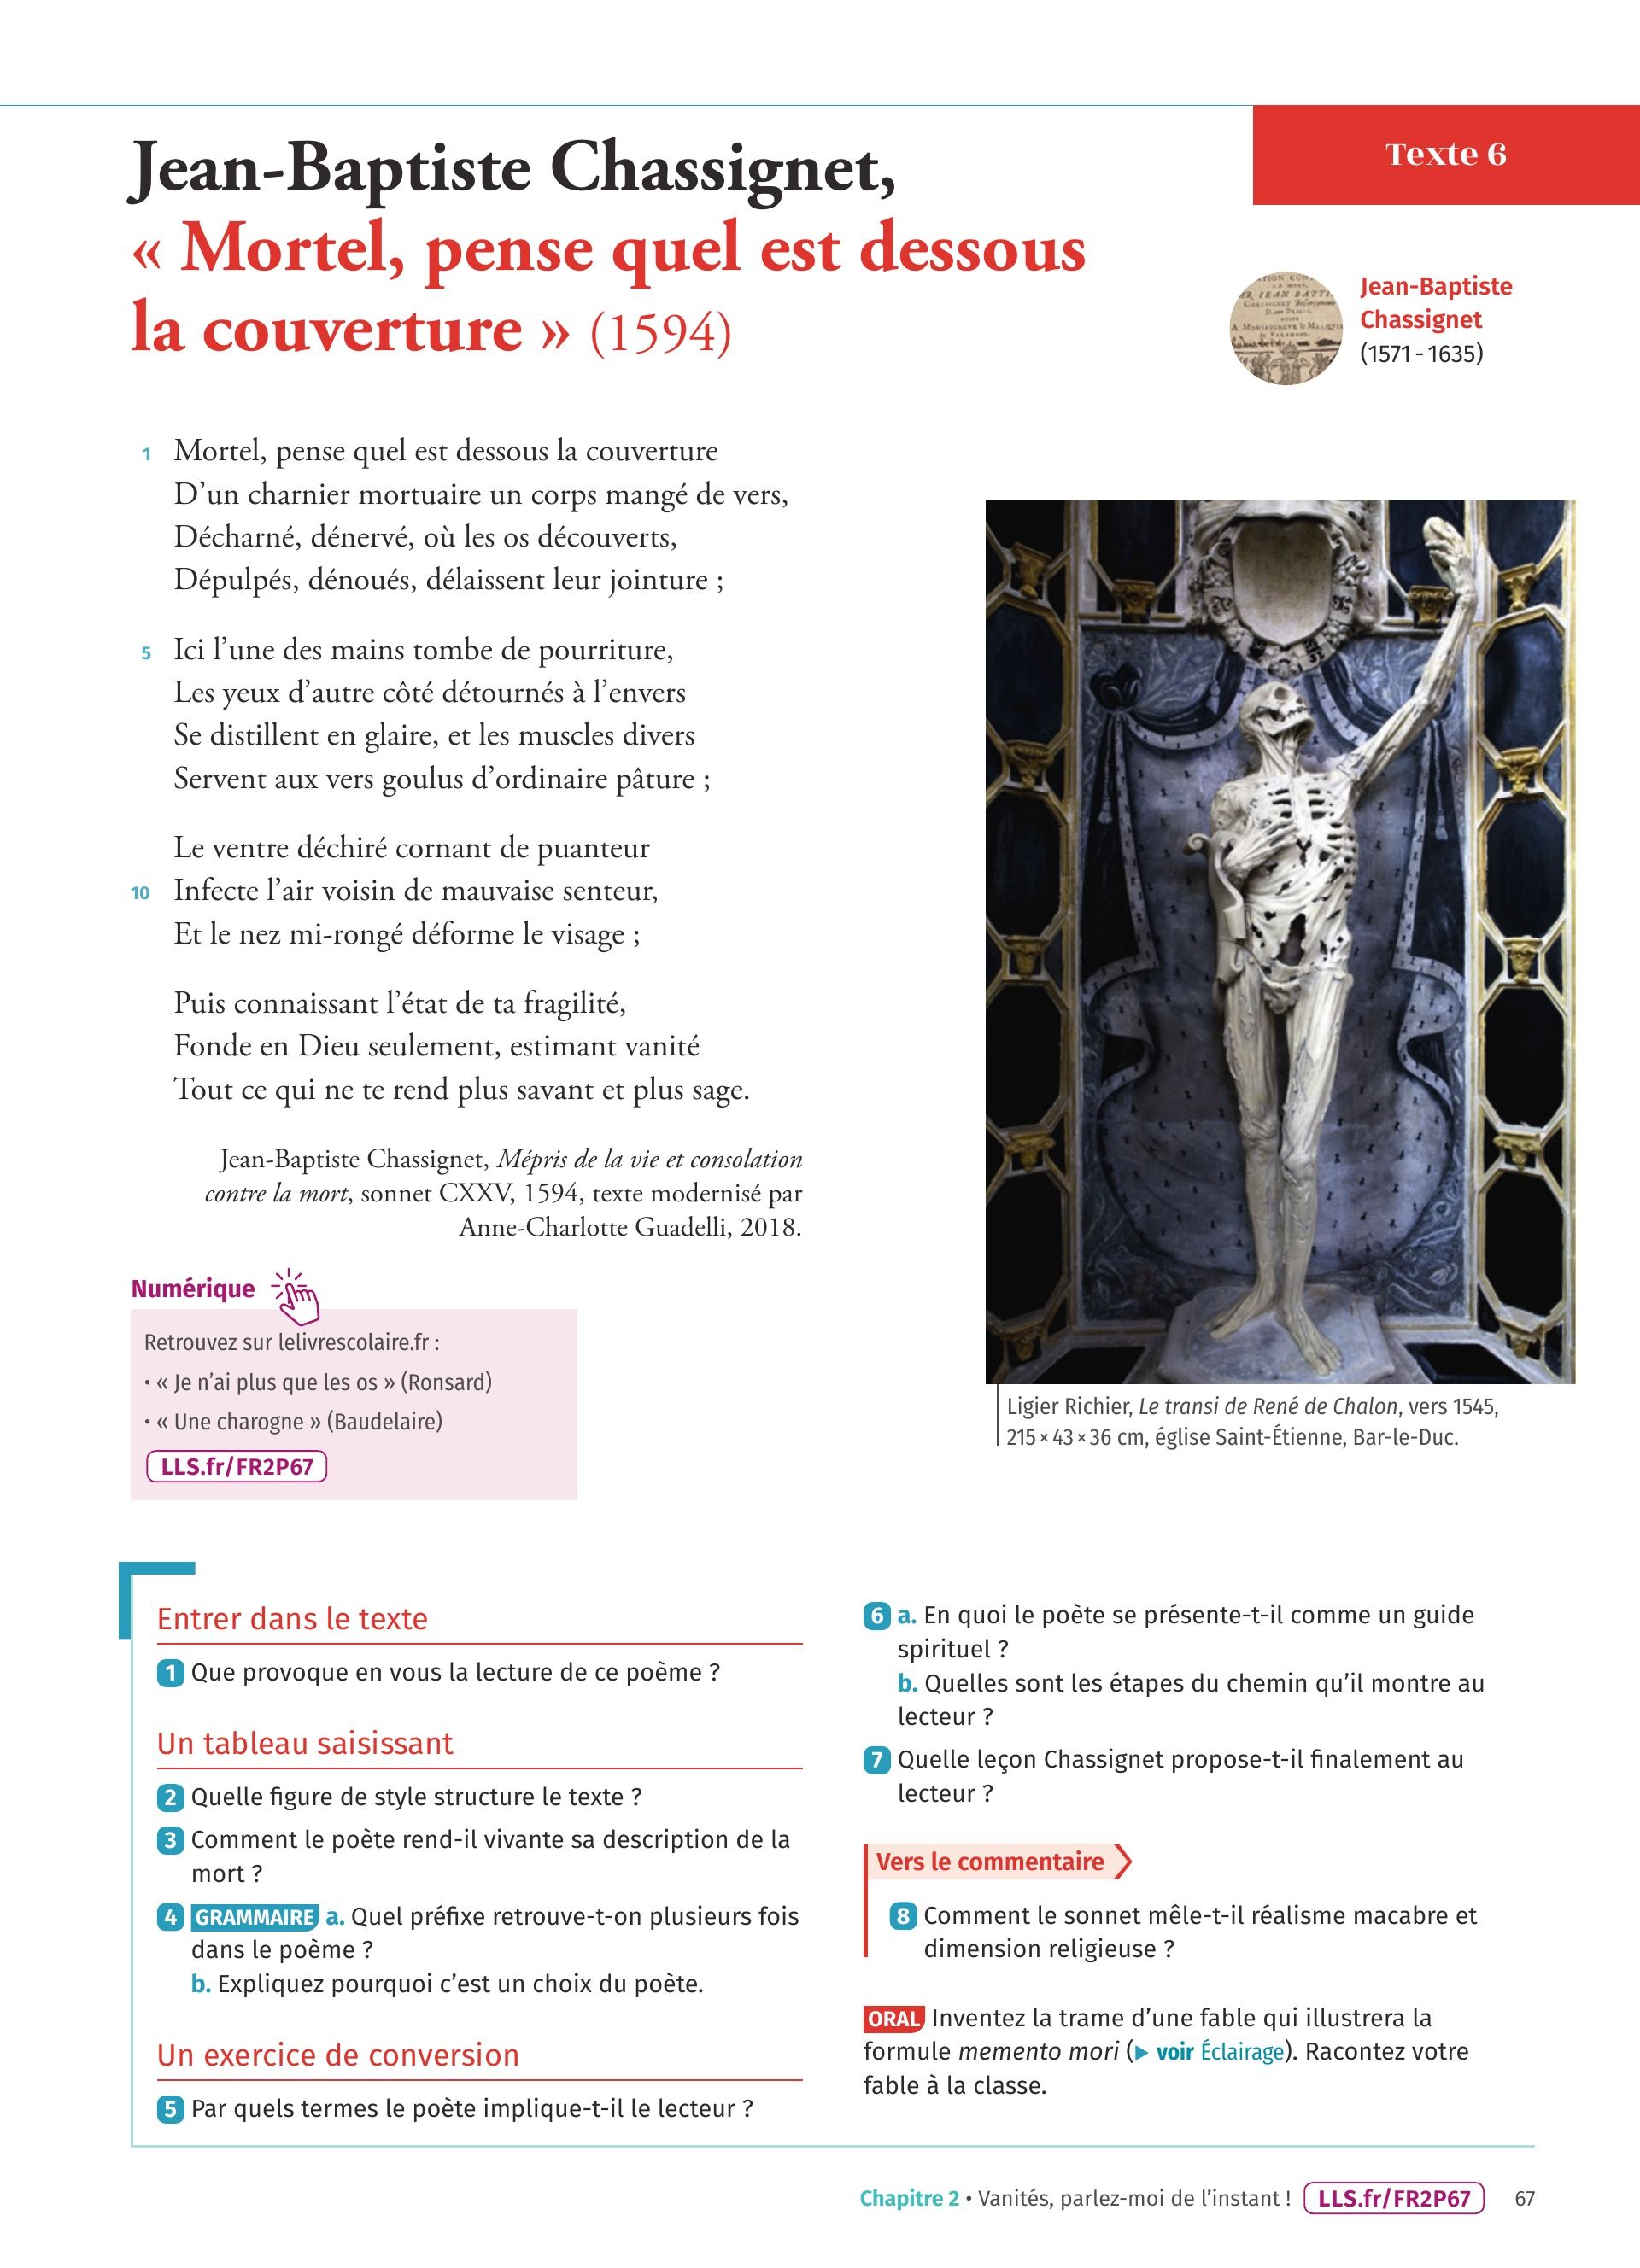 Texte 6
Jean-Baptiste Chassignet,
« Mortel, pense quel est dessous
la couverture » (1594)
Jean-Baptiste
Chassignet
(1571 - 1635)
1 Mortel, pense quel est dessous la couverture
D’un charnier mortuaire un corps mangé de vers,
Décharné, dénervé, où les os découverts,
Dépulpés, dénoués, délaissent leur jointure ;
5 Ici l’une des mains tombe de pourriture,
Les yeux d’autre côté détournés à l’envers
Se distillent en glaire, et les muscles divers
Servent aux vers goulus d’ordinaire pâture ;
Le ventre déchiré cornant de puanteur
10 Infecte l’air voisin de mauvaise senteur,
Et le nez mi-rongé déforme le visage ;
Puis connaissant l’état de ta fragilité,
Fonde en Dieu seulement, estimant vanité
Tout ce qui ne te rend plus savant et plus sage.
Jean-Baptiste Chassignet, Mépris de la vie et consolation
contre la mort, sonnet CXXV, 1594, texte modernisé par
Anne-Charlotte Guadelli, 2018.
Ligier Richier, Le transi de René de Chalon, vers 1545,
215 × 43 × 36 cm, église Saint-Étienne, Bar-le-Duc.
Numérique
Retrouvez sur lelivrescolaire.fr :
• « Je n’ai plus que les os » (Ronsard)
• « Une charogne » (Baudelaire)
LLS.fr/FR2P67
Entrer dans le texte
1 Que provoque en vous la lecture de ce poème ?
Un tableau saisissant
2 Quelle figure de style structure le texte ?
3 Comment le poète rend-il vivante sa description de la
mort ?
4 GRAMMAIRE a. Quel préfixe retrouve-t-on plusieurs fois
dans le poème ?
b. Expliquez pourquoi c’est un choix du poète.
Un exercice de conversion
5 Par quels termes le poète implique-t-il le lecteur ?
6 a. En quoi le poète se présente-t-il comme un guide
spirituel ?
b. Quelles sont les étapes du chemin qu’il montre au
lecteur ?
7 Quelle leçon Chassignet propose-t-il finalement au
lecteur ?
Vers le commentaire
8 Comment le sonnet mêle-t-il réalisme macabre et
dimension religieuse ?
ORAL Inventez la trame d’une fable qui illustrera la
formule memento mori (▶ voir Éclairage). Racontez votre
fable à la classe.
Chapitre 2 • Vanités, parlez-moi de l’instant ! LLS.fr/FR2P67 67